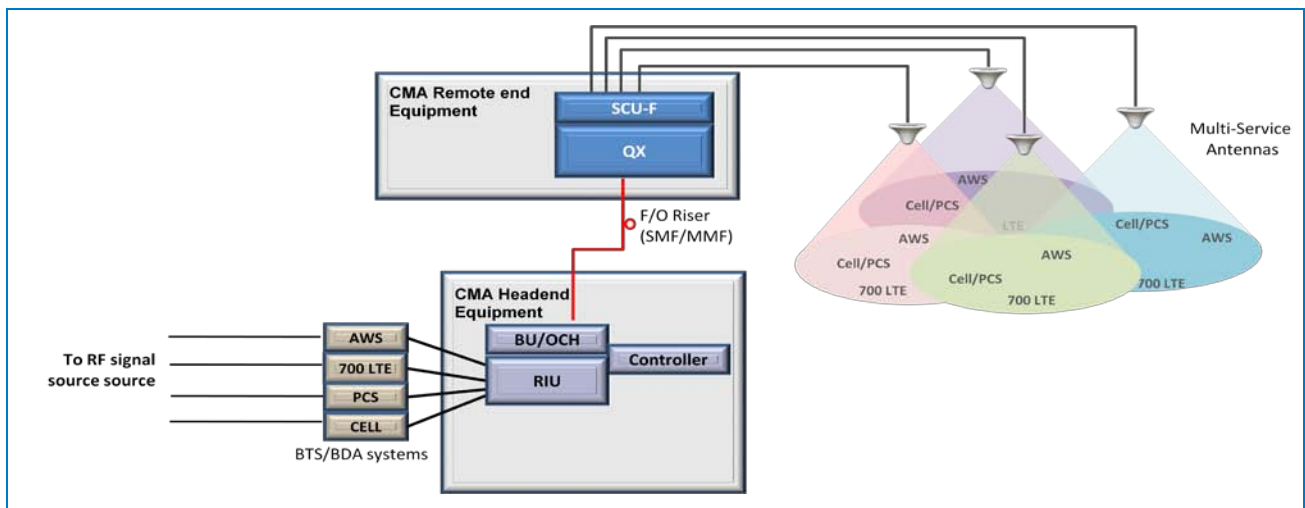 CMA Remote end
Equipment
SCU-F
QX
Multi-Service
Antennas
AWS
Cell/PCS
LTE
Cell/PCS
AWS
AWS
Cell/PCS
AWS
Cell/PCS
700 LTE
700 LTE
700 LTE
F/O Riser
(SMF/MMF)
CMA Headend
Equipment
BU/OCH
Controller
RIU
To RF signal
source source
AWS
700 LTE
PCS
CELL
BTS/BDA systems